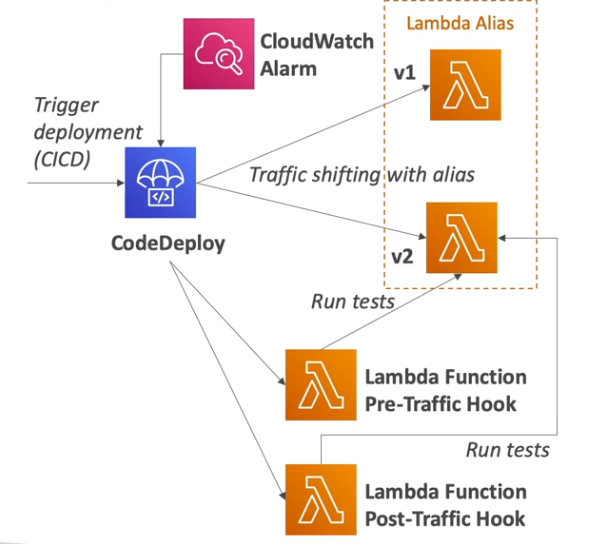 Lambda Alias
CloudWatch
Alarm
v1
Trigger
deployment
(CICD)
Traffic shifting with alias
</>
CodeDeploy
v2
Run tests
Lambda Function
Pre-Traffic Hook
Run tests
Lambda Function
Post-Traffic Hook